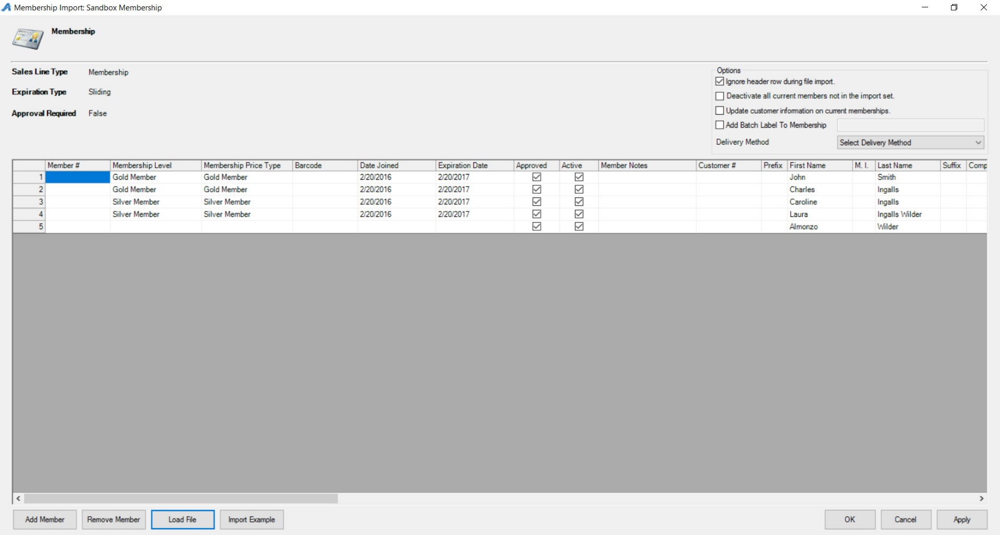 Membership Import: Sandbox Membership
Membership
Sales Line Type Membership
Expiration Type Sliding
Approval Required False
Options
Ignore header row during file import.
Deactivate all current members not in the import set.
Update customer information on current memberships.
Add Batch Label To Membership
Delivery Method Select Delivery Method
Member # Membership Level Membership Price Type Barcode Date Joined Expiration Date Approved Active Member Notes Customer # Prefix First Name M. I. Last Name Suffix Comp
1 Gold Member Gold Member 2/20/2016 2/20/2017 John Smith
2 Gold Member Gold Member 2/20/2016 2/20/2017 Charles Ingalls
3 Silver Member Silver Member 2/20/2016 2/20/2017 Caroline Ingalls
4 Silver Member Silver Member 2/20/2016 2/20/2017 Laura Ingalls Wilder
5 Almonzo Wilder
Add Member Remove Member Load File Import Example OK Cancel Apply